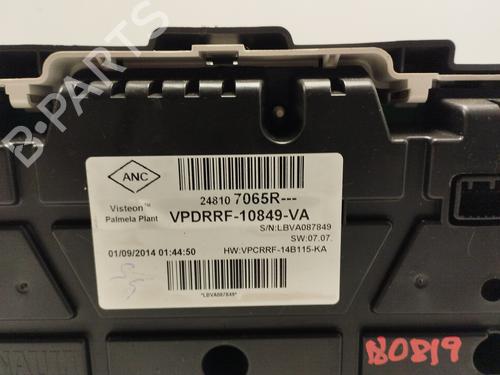 B-PARTS
ANC
24810 7065R---
Visteon™
Palmela Plant
VPDRRF-10849-VA
S/N:LBVA087849
SW:07.07.
01/09/2014 01:44:50
HW:VPCRRF-14B115-KA
*LBVA087849*
B0819